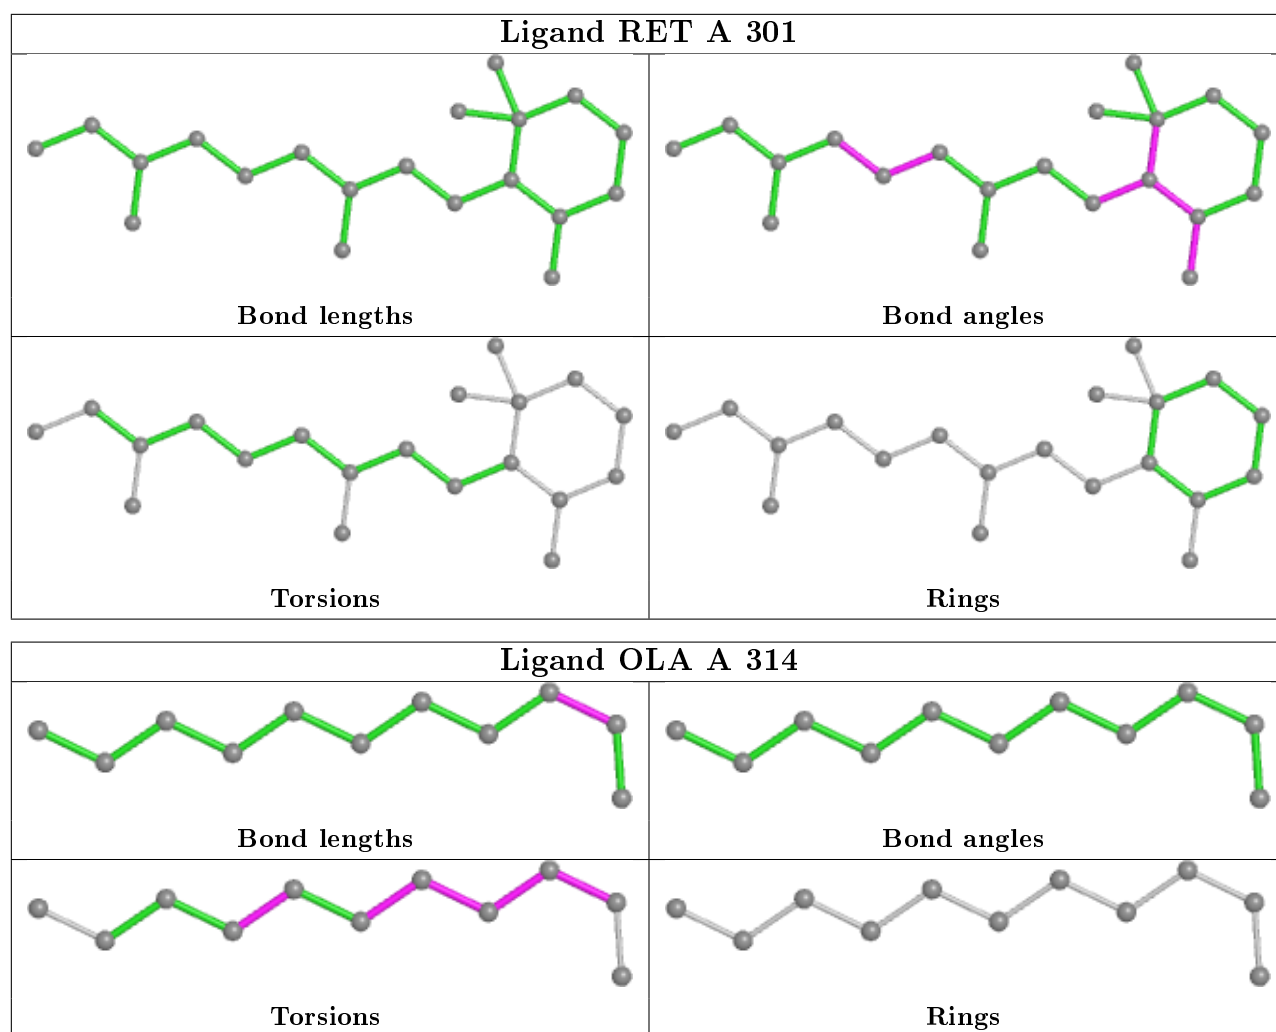 Ligand RET A 301
Bond lengths
Bond angles
Torsions
Rings
Ligand OLA A 314
Bond lengths
Bond angles
Torsions
Rings